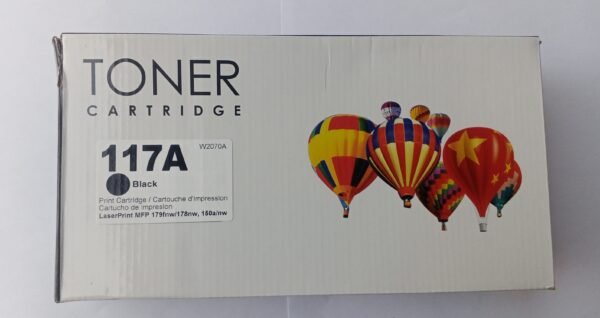 TONER
CARTRIDGE
W2070A
117A
Black
Print Cartridge / Cartouche d'impression
Cartucho de impresion
LaserPrint MFP 179fnw/178nw, 150a/nw